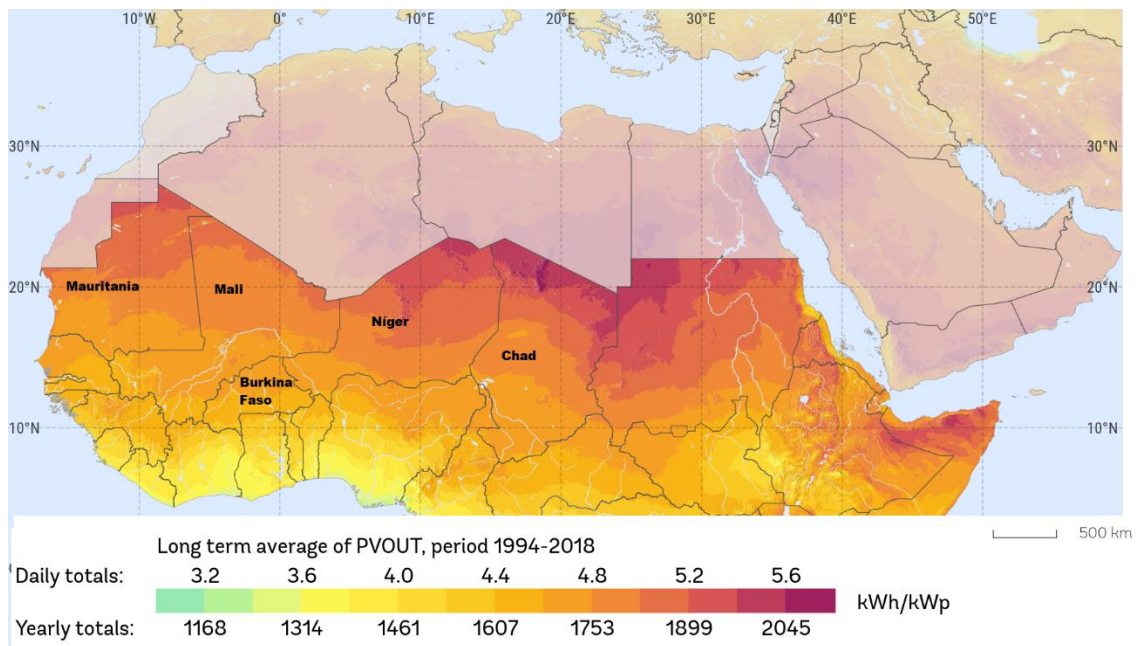 10°W 0° 10°E 20°E 30°E 40°E 50°E
30°N 30°N
20°N 20°N
Mauritania
Mali
Níger
Chad
Burkina
Faso
10°N 10°N
500 km
Long term average of PVOUT, period 1994-2018
Daily totals: 3.2 3.6 4.0 4.4 4.8 5.2 5.6
kWh/kWp
Yearly totals: 1168 1314 1461 1607 1753 1899 2045